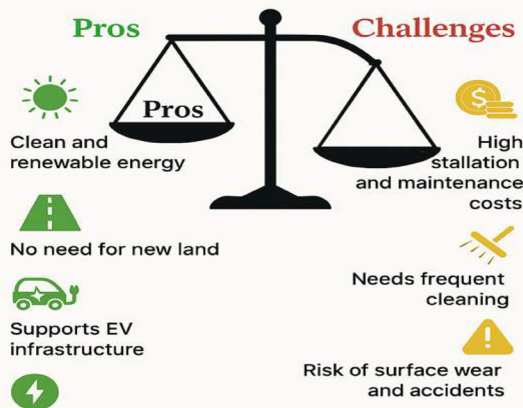 Pros
Challenges
Pros
Clean and
renewable energy
No need for new land
Supports EV
infrastructure
High
stallation
and maintenance
costs
Needs frequent
cleaning
Risk of surface wear
and accidents